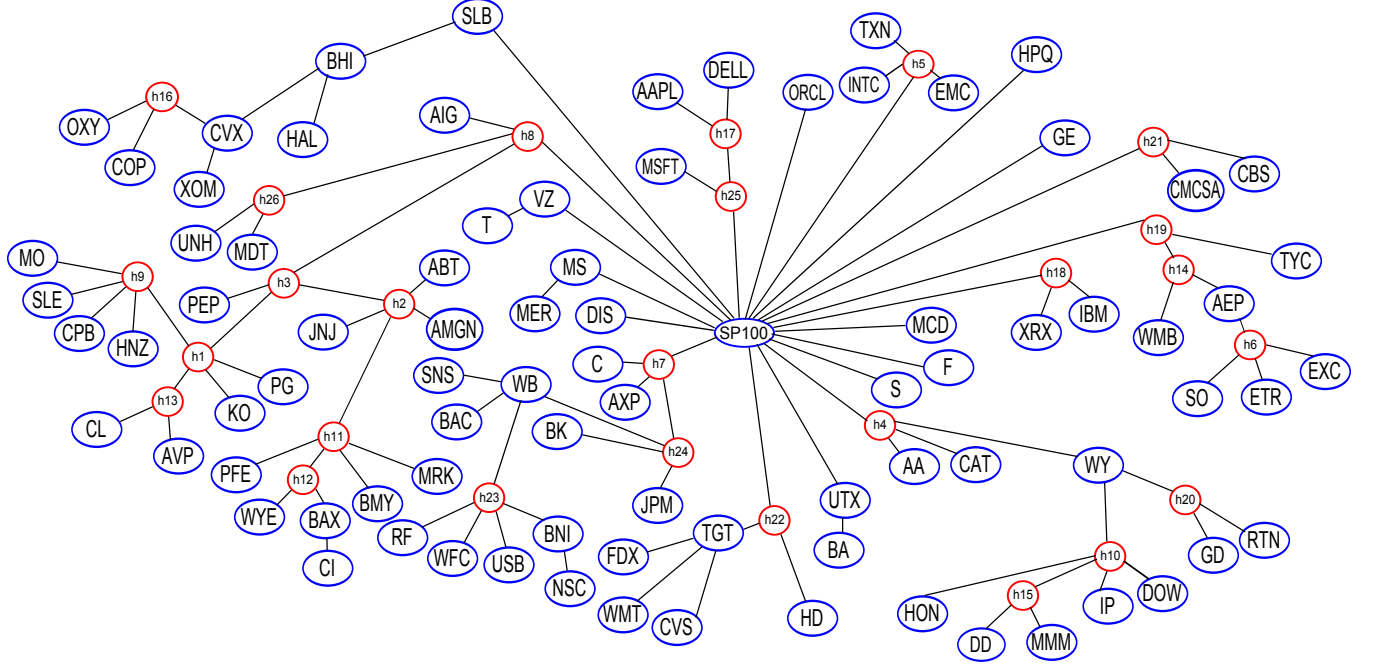 SLB
TXN
HPQ
BHI
h5
DELL
INTC
EMC
AAPL
ORCL
h16
OXY
COP
CVX
HAL
XOM
AIG
h8
h17
MSFT
h25
GE
h21
CMCSA
CBS
h26
UNH
MDT
VZ
T
h19
TYC
h14
WMB
AEP
h18
XRX
IBM
MO
h9
SLE
CPB
HNZ
PEP
h3
ABT
h2
JNJ
AMGN
MS
MER
DIS
SP100
MCD
F
S
h6
SO
ETR
EXC
h1
PG
KO
h13
CL
AVP
C
h7
AXP
SNS
WB
BAC
BK
h24
JPM
h4
AA
CAT
WY
h11
PFE
MRK
h12
BMY
WYE
BAX
CI
h23
RF
WFC
USB
BNI
NSC
TGT
h22
FDX
WMT
CVS
HD
UTX
BA
h20
GD
RTN
h10
HON
h15
IP
DOW
DD
MMM